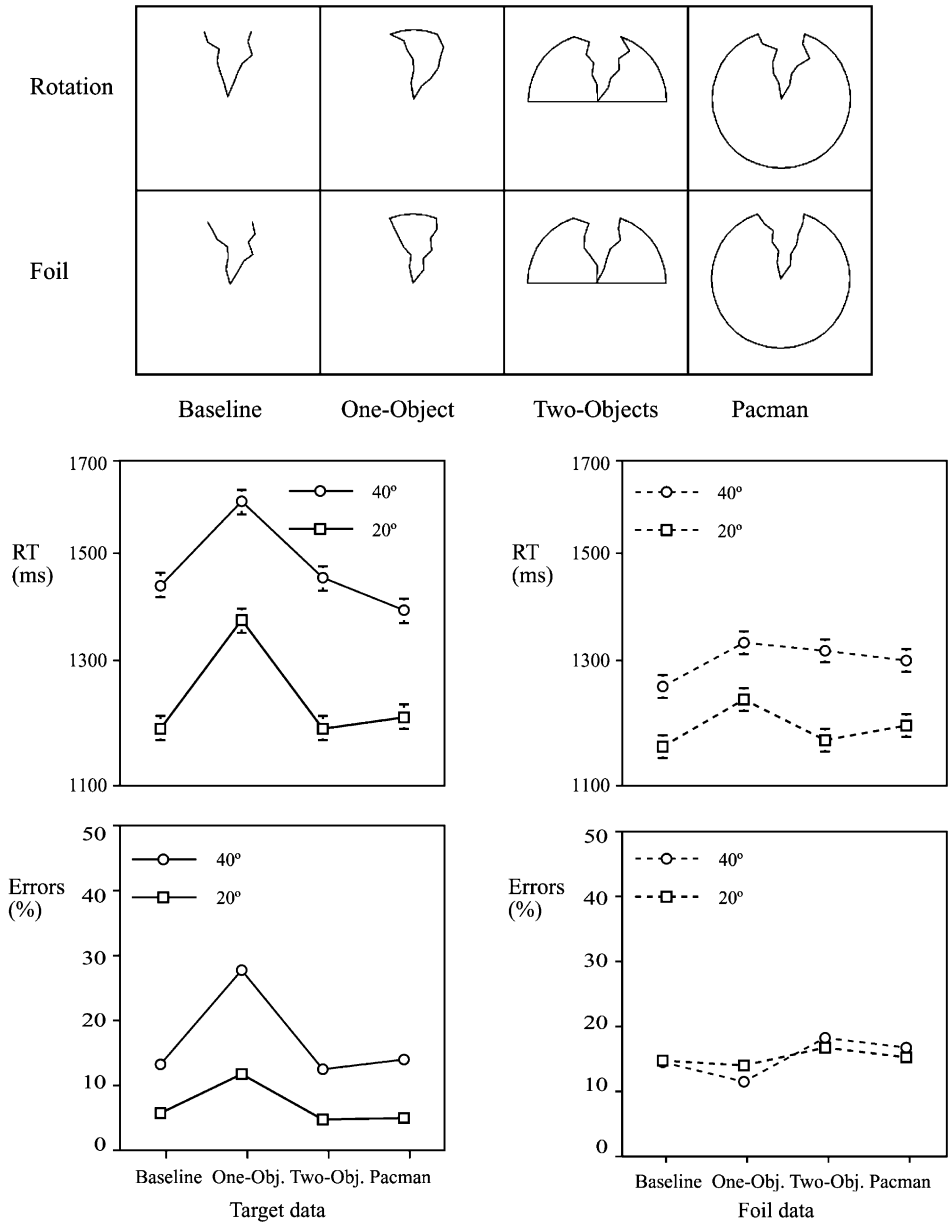 Rotation
Foil
Baseline One-Object Two-Objects Pacman
1700
1500
1300
1100
RT
(ms)
40º
20º
1700
1500
1300
1100
RT
(ms)
40º
20º
50
40
30
20
10
0
Errors
(%)
40º
20º
Baseline One-Obj. Two-Obj. Pacman
Target data
50
40
30
20
10
0
Errors
(%)
40º
20º
Baseline One-Obj. Two-Obj. Pacman
Foil data